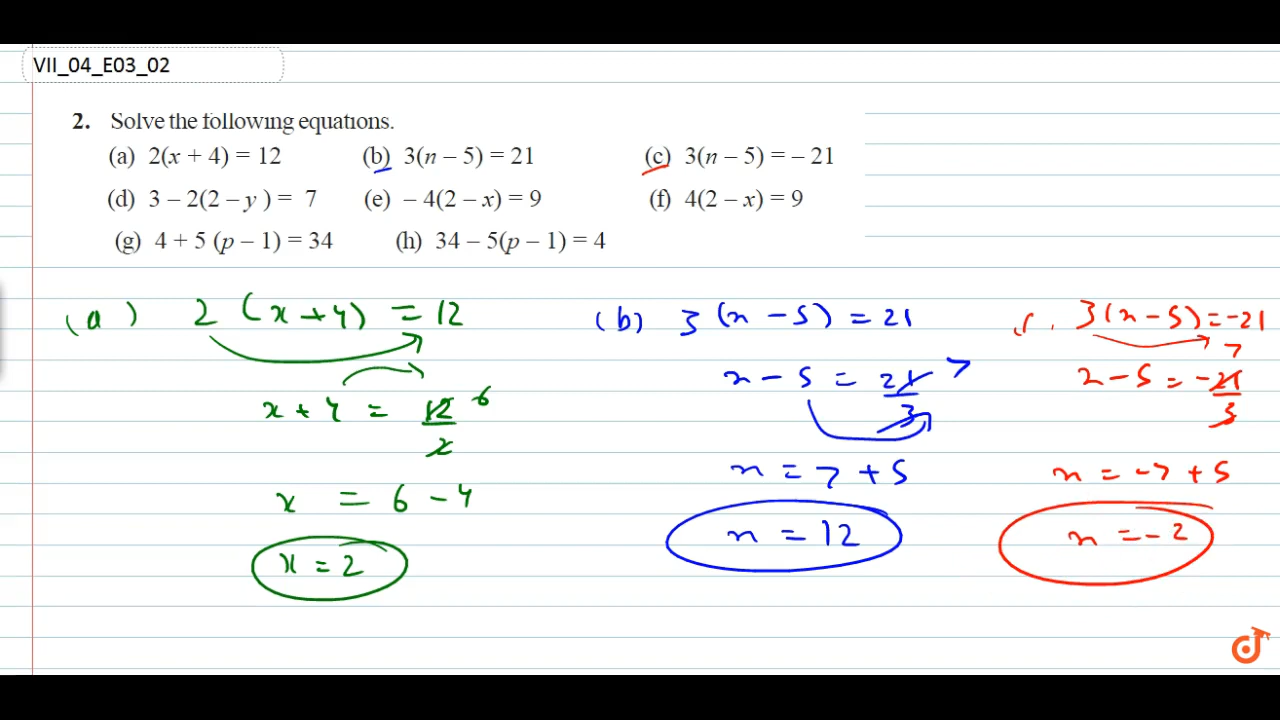 VII_04_E03_02
2. Solve the following equations.
(a) 2(x + 4) = 12 (b) 3(n – 5) = 21 (c) 3(n – 5) = – 21
(d) 3 – 2(2 – y ) = 7 (e) – 4(2 – x) = 9 (f) 4(2 – x) = 9
(g) 4 + 5 (p – 1) = 34 (h) 34 – 5(p – 1) = 4
(a) 2 (x + 4) = 12
x + 4 = 12/2 6
x = 6 – 4
x = 2
(b) 3 (n – 5) = 21
n – 5 = 21/3 7
n = 7 + 5
n = 12
3(n – 5) = –21
7
n – 5 = –21/3
n = –7 + 5
n = – 2